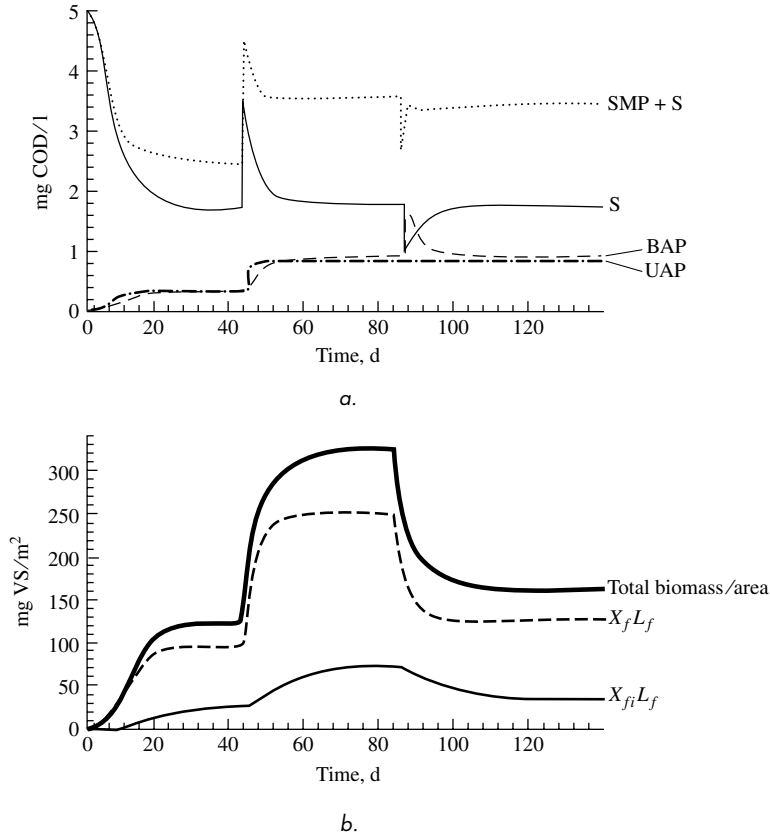 5
4
3
2
1
0
mg COD/l
SMP + S
S
BAP
UAP
0 20 40 60 80 100 120
Time, d
a.
300
250
200
150
100
50
0
mg VS/m²
Total biomass/area
X_f L_f
X_fi L_f
0 20 40 60 80 100 120
Time, d
b.